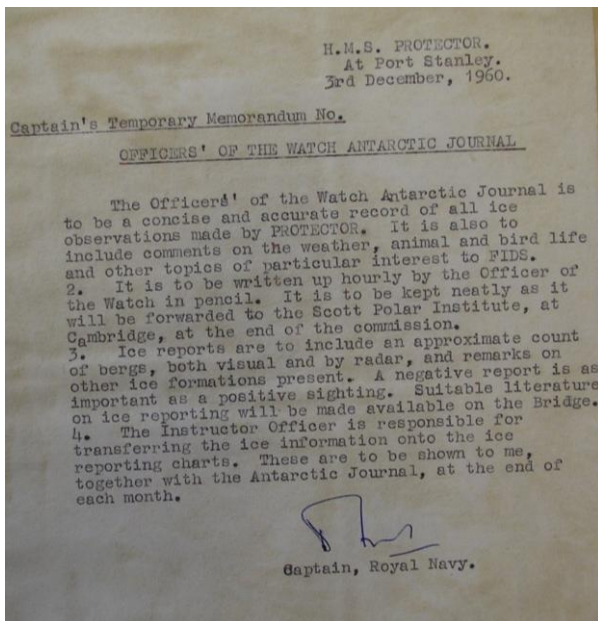 H.M.S. PROTECTOR.
At Port Stanley.
3rd December, 1960.
Captain's Temporary Memorandum No.
OFFICERS' OF THE WATCH ANTARCTIC JOURNAL
The Officers' of the Watch Antarctic Journal is
to be a concise and accurate record of all ice
observations made by PROTECTOR. It is also to
include comments on the weather, animal and bird life
and other topics of particular interest to FIDS.
2. It is to be written up hourly by the Officer of
the Watch in pencil. It is to be kept neatly as it
will be forwarded to the Scott Polar Institute, at
Cambridge, at the end of the commission.
3. Ice reports are to include an approximate count
of bergs, both visual and by radar, and remarks on
other ice formations present. A negative report is as
important as a positive sighting. Suitable literature
on ice reporting will be made available on the Bridge.
4. The Instructor Officer is responsible for
transferring the ice information onto the ice
reporting charts. These are to be shown to me,
together with the Antarctic Journal, at the end of
each month.
Captain, Royal Navy.